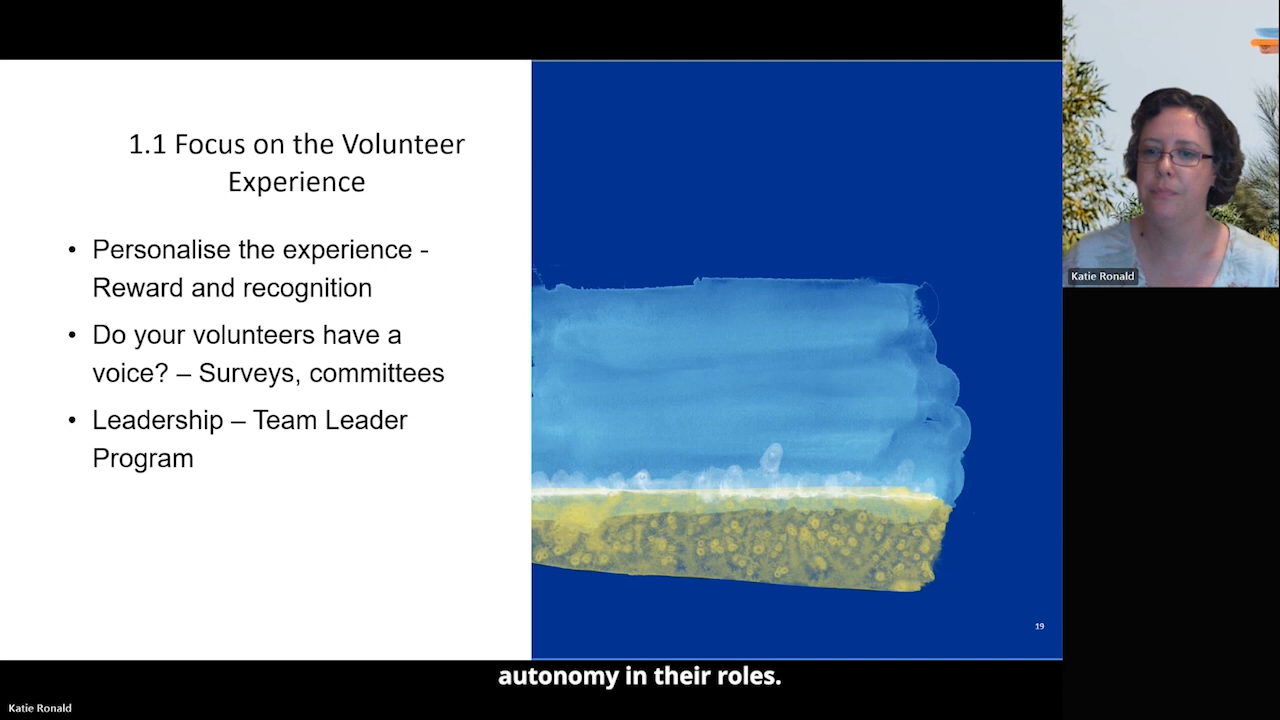 1.1 Focus on the Volunteer
Experience
• Personalise the experience -
Reward and recognition
• Do your volunteers have a
voice? – Surveys, committees
• Leadership – Team Leader
Program
19
Katie Ronald
autonomy in their roles.
Katie Ronald